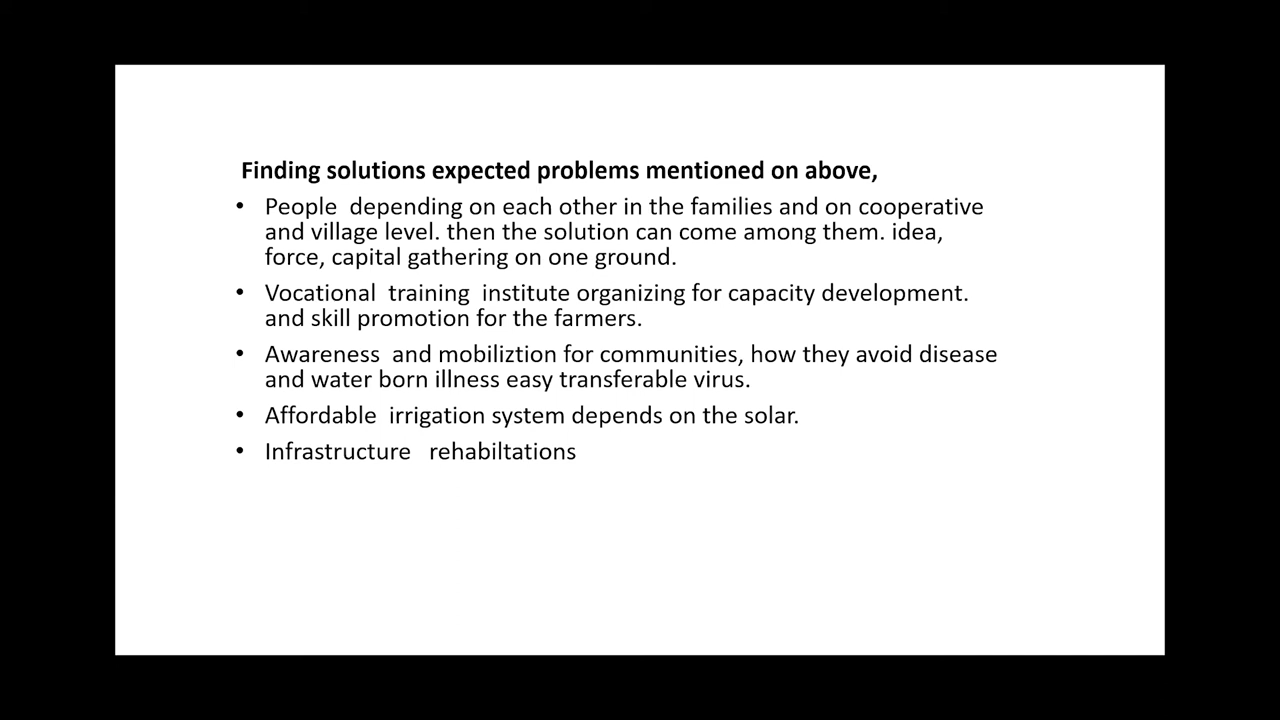 Finding solutions expected problems mentioned on above,
• People  depending on each other in the families and on cooperative
and village level. then the solution can come among them. idea,
force, capital gathering on one ground.
• Vocational  training  institute organizing for capacity development.
and skill promotion for the farmers.
• Awareness  and mobiliztion for communities, how they avoid disease
and water born illness easy transferable virus.
• Affordable  irrigation system depends on the solar.
• Infrastructure   rehabiltations